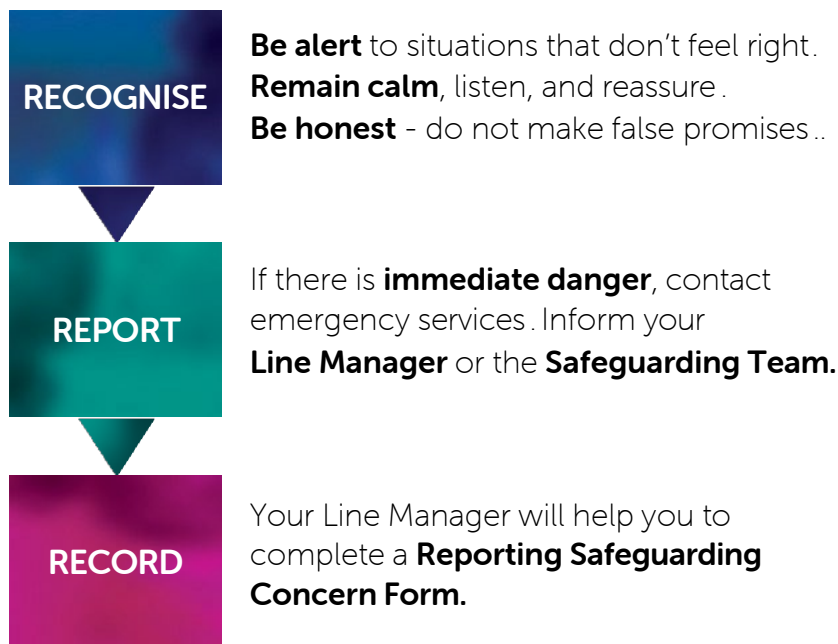 RECOGNISE
Be alert to situations that don't feel right.
Remain calm, listen, and reassure.
Be honest - do not make false promises..
REPORT
If there is immediate danger, contact
emergency services. Inform your
Line Manager or the Safeguarding Team.
RECORD
Your Line Manager will help you to
complete a Reporting Safeguarding
Concern Form.